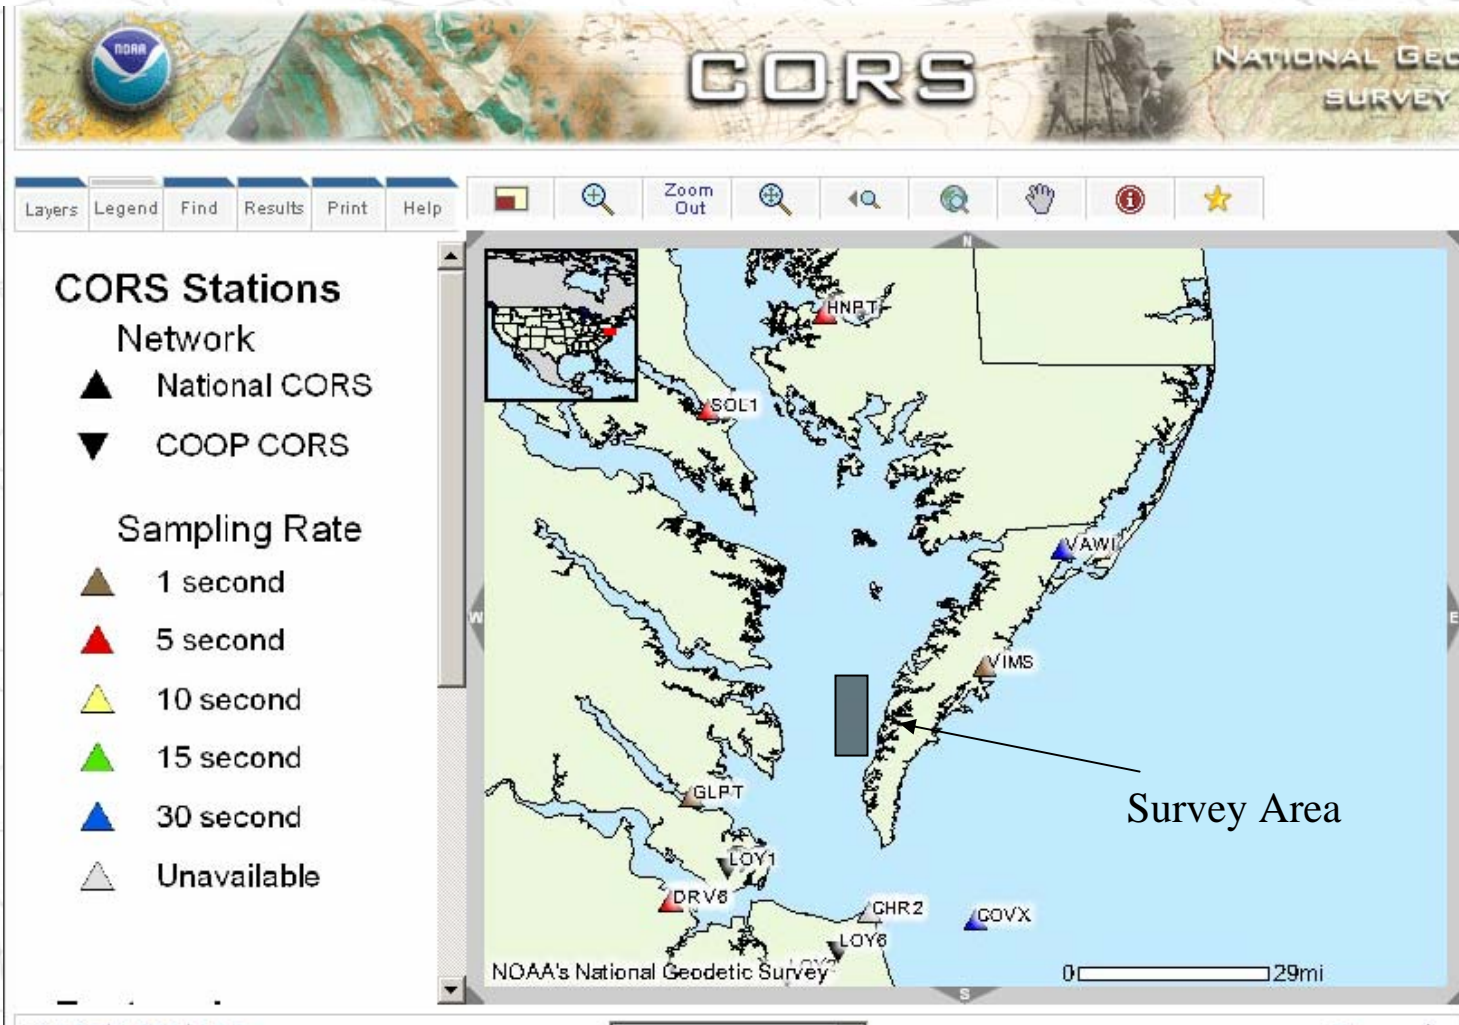 NOAA
CORS
NATIONAL GEO
SURVEY
Layers
Legend
Find
Results
Print
Help
Zoom
Out
CORS Stations
Network
National CORS
COOP CORS
Sampling Rate
1 second
5 second
10 second
15 second
30 second
Unavailable
N
W
E
S
HNPT
SOL1
VAWI
VIMS
GLPT
LOY1
DRV6
CHR2
COVX
LOY6
Survey Area
NOAA's National Geodetic Survey
0
29mi